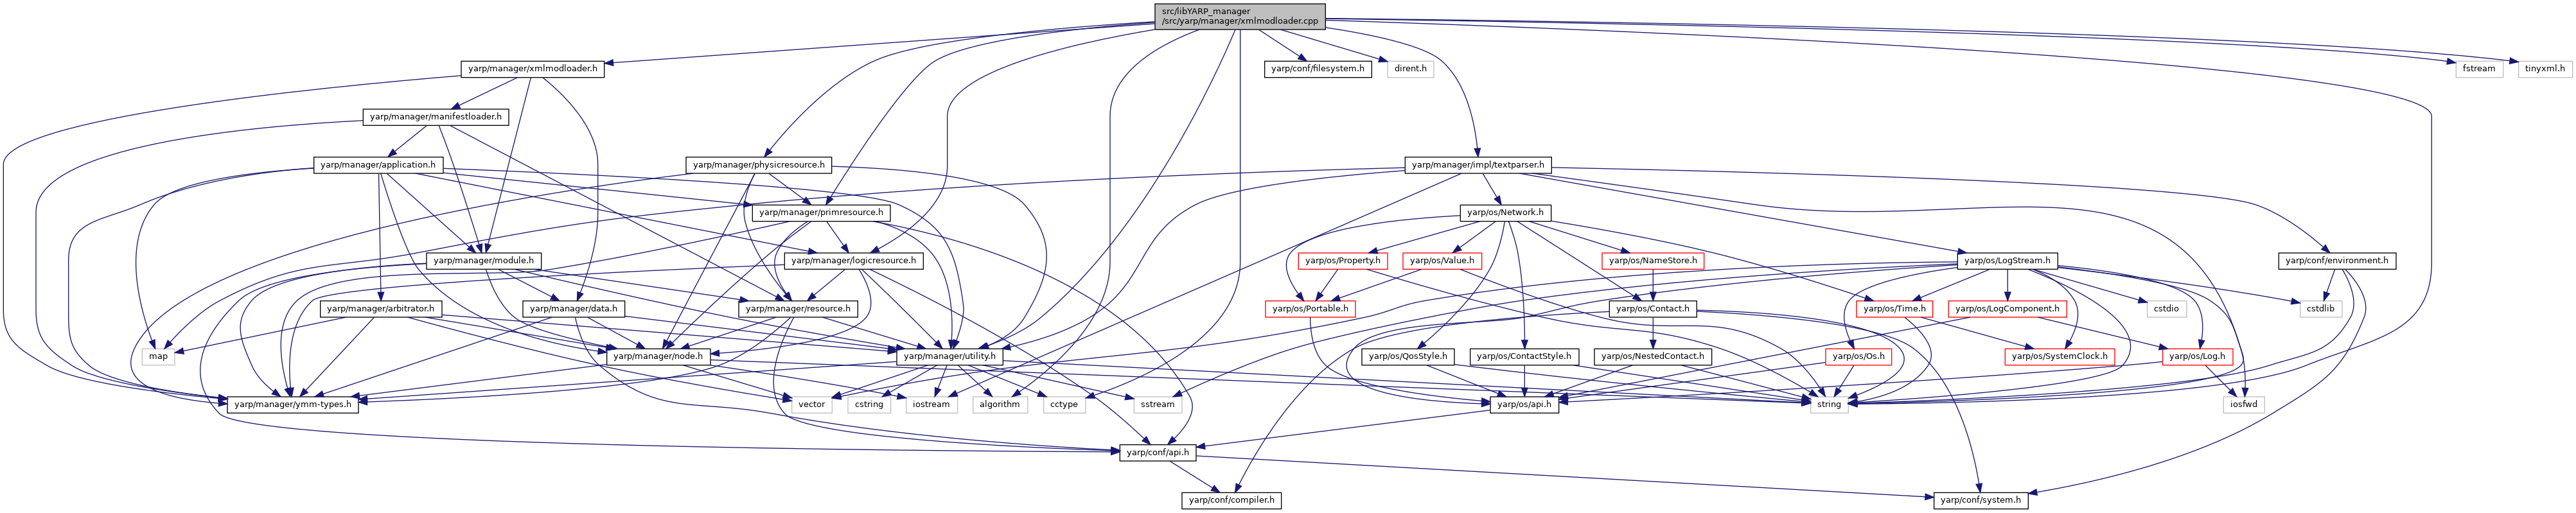 src/libYARP_manager
/src/yarp/manager/xmlmodloader.cpp
yarp/manager/xmlmodloader.h
yarp/conf/filesystem.h
dirent.h
fstream
tinyxml.h
yarp/manager/manifestloader.h
yarp/manager/application.h
yarp/manager/physicresource.h
yarp/manager/impl/textparser.h
yarp/manager/primresource.h
yarp/os/Network.h
yarp/manager/module.h
yarp/manager/logicresource.h
yarp/os/Property.h
yarp/os/Value.h
yarp/os/NameStore.h
yarp/os/LogStream.h
yarp/conf/environment.h
yarp/manager/arbitrator.h
yarp/manager/data.h
yarp/manager/resource.h
yarp/os/Portable.h
yarp/os/Contact.h
yarp/os/Time.h
yarp/os/LogComponent.h
cstdio
cstdlib
map
yarp/manager/node.h
yarp/manager/utility.h
yarp/os/QosStyle.h
yarp/os/ContactStyle.h
yarp/os/NestedContact.h
yarp/os/Os.h
yarp/os/SystemClock.h
yarp/os/Log.h
yarp/manager/ymm-types.h
vector
cstring
iostream
algorithm
cctype
sstream
yarp/os/api.h
string
iosfwd
yarp/conf/api.h
yarp/conf/compiler.h
yarp/conf/system.h